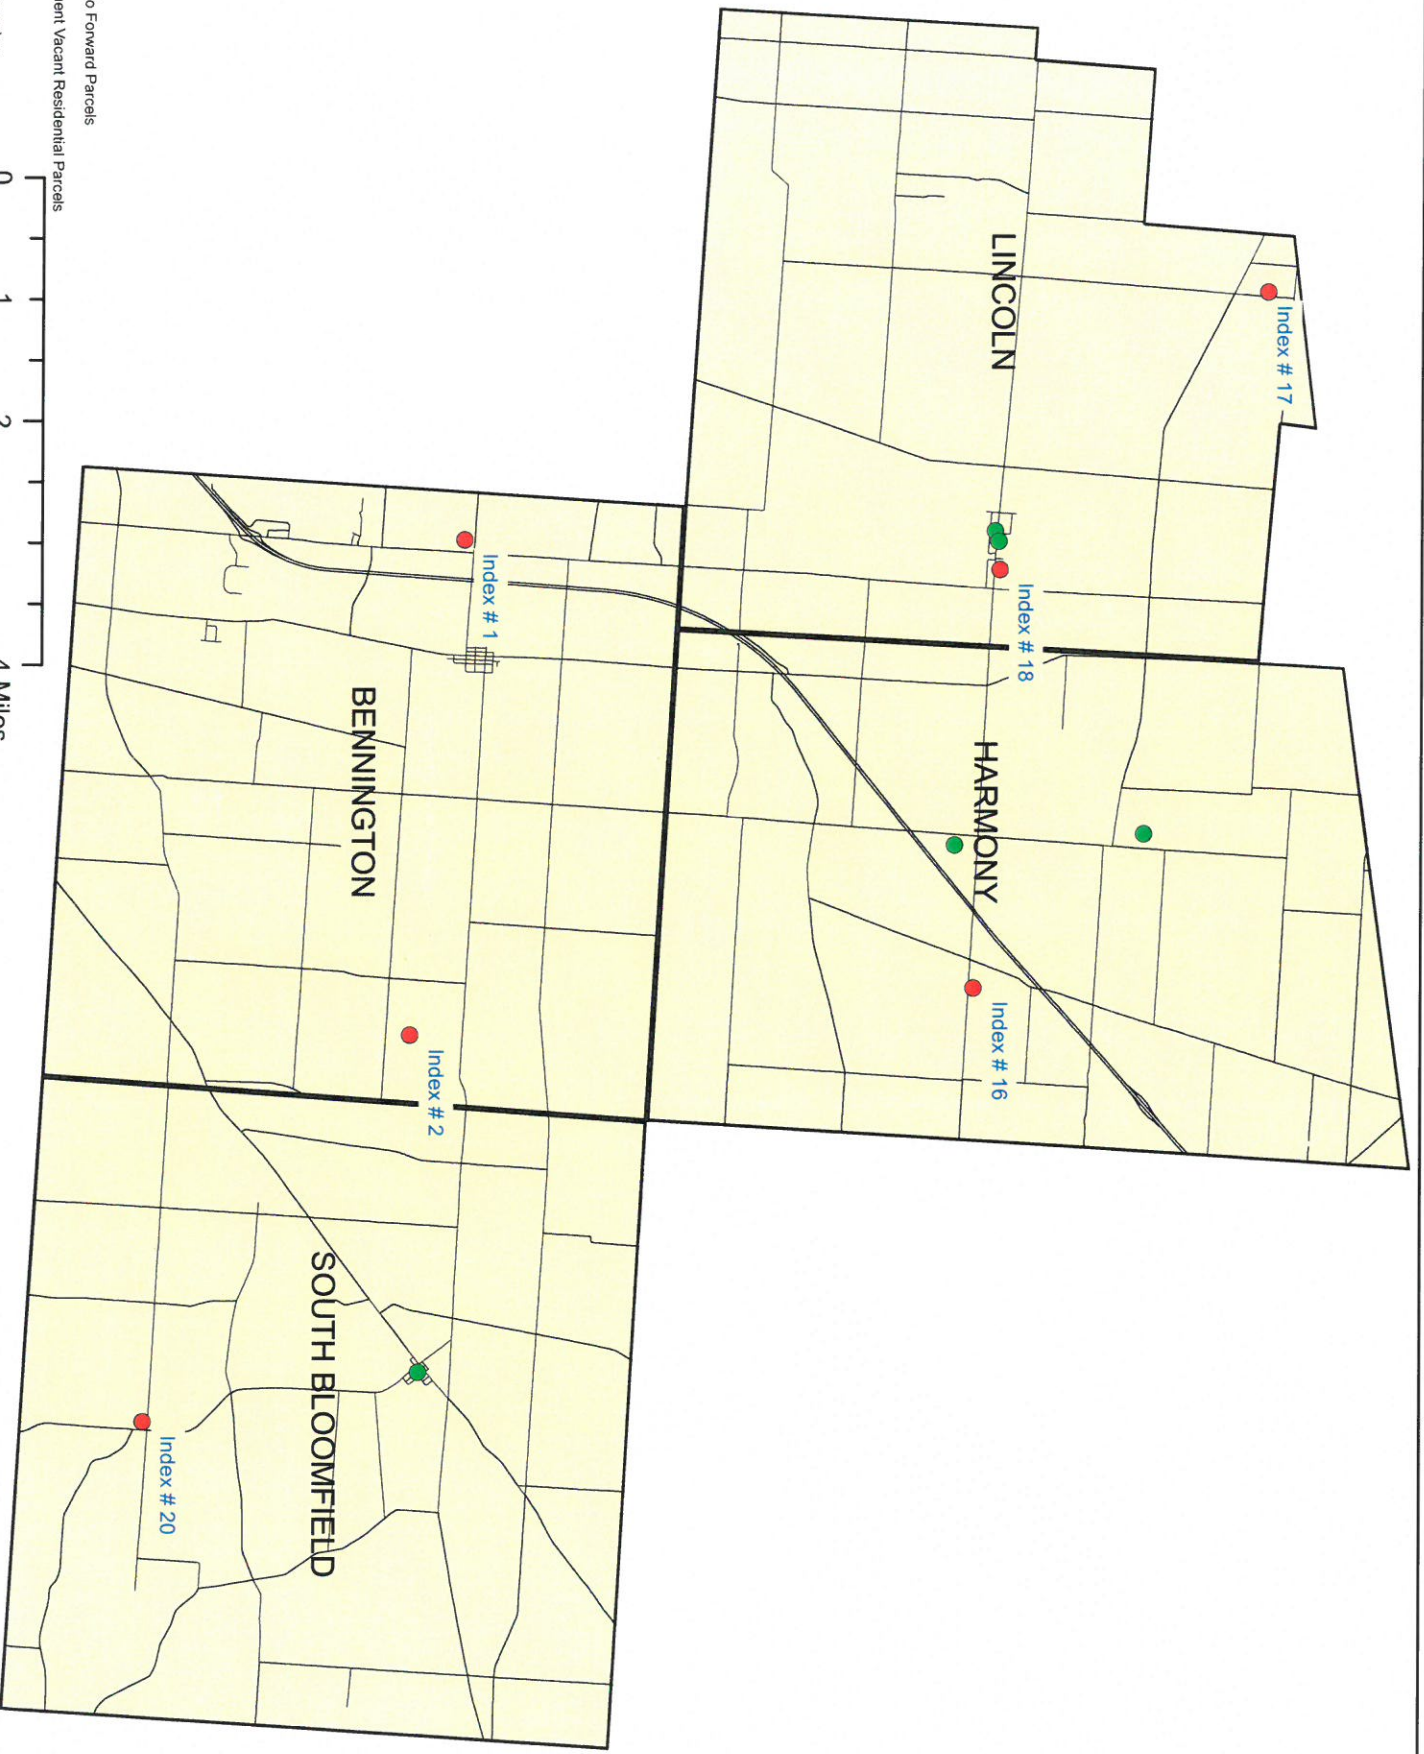 Index # 17
LINCOLN
Index # 18
HARMONY
Index # 16
Index # 1
BENNINGTON
Index # 2
SOUTH BLOOMFIELD
Index # 20
Forward Parcels
Vacant Residential Parcels
0 1 2 4 Miles